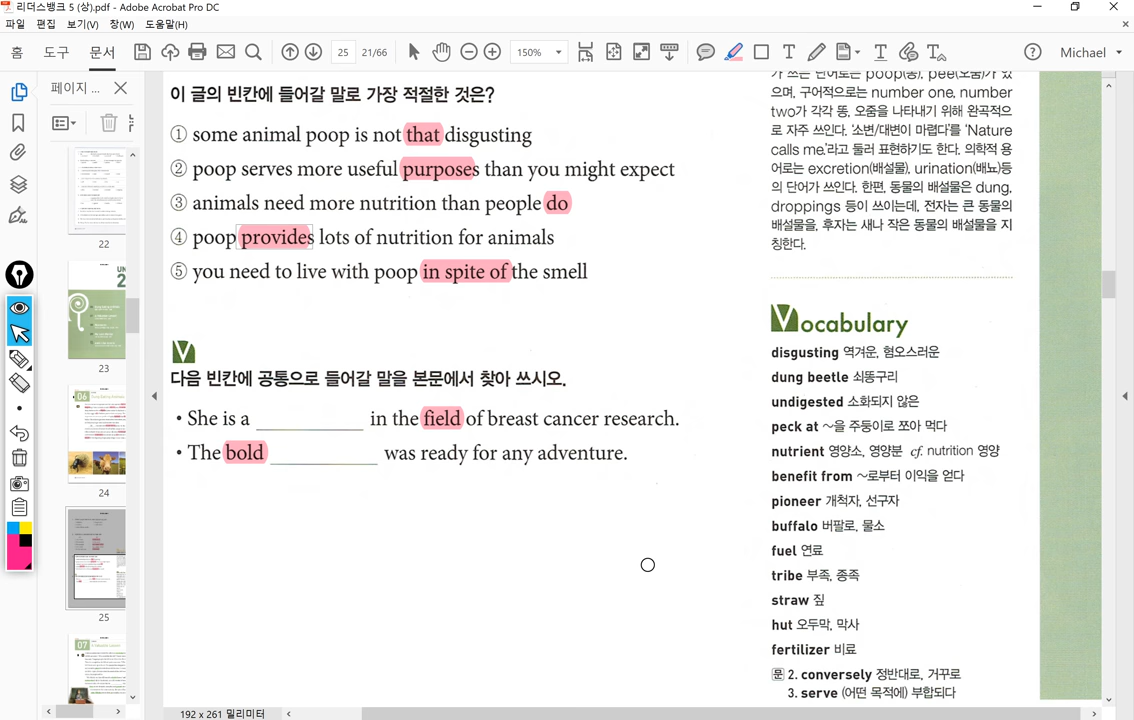 리더스뱅크 5 (상).pdf - Adobe Acrobat Pro DC
파일 편집 보기(V) 창(W) 도움말(H)
홈 도구 문서 25 21/66 150% Michael
페이지 ...
22
23
24
25
이 글의 빈칸에 들어갈 말로 가장 적절한 것은?
① some animal poop is not that disgusting
② poop serves more useful purposes than you might expect
③ animals need more nutrition than people do
④ poop provides lots of nutrition for animals
⑤ you need to live with poop in spite of the smell
V
다음 빈칸에 공통으로 들어갈 말을 본문에서 찾아 쓰시오.
• She is a ____________ in the field of breast cancer research.
• The bold ____________ was ready for any adventure.
가 쓰는 단어로는 poop(똥), pee(오줌)가 있
으며, 구어적으로는 number one, number
two가 각각 똥, 오줌을 나타내기 위해 완곡적으
로 자주 쓰인다. '소변/대변이 마렵다'를 'Nature
calls me.'라고 둘러 표현하기도 한다. 의학적 용
어로는 excretion(배설물), urination(배뇨)등
의 단어가 쓰인다. 한편, 동물의 배설물은 dung,
droppings 등이 쓰이는데, 전자는 큰 동물의
배설물을, 후자는 새나 작은 동물의 배설물을 지
칭한다.
Vocabulary
disgusting 역겨운, 혐오스러운
dung beetle 쇠똥구리
undigested 소화되지 않은
peck at ~을 주둥이로 쪼아 먹다
nutrient 영양소, 영양분 cf. nutrition 영양
benefit from ~로부터 이익을 얻다
pioneer 개척자, 선구자
buffalo 버팔로, 물소
fuel 연료
tribe 부족, 종족
straw 짚
hut 오두막, 막사
fertilizer 비료
문 2. conversely 정반대로, 거꾸로
3. serve (어떤 목적에) 부합되다
192 x 261 밀리미터